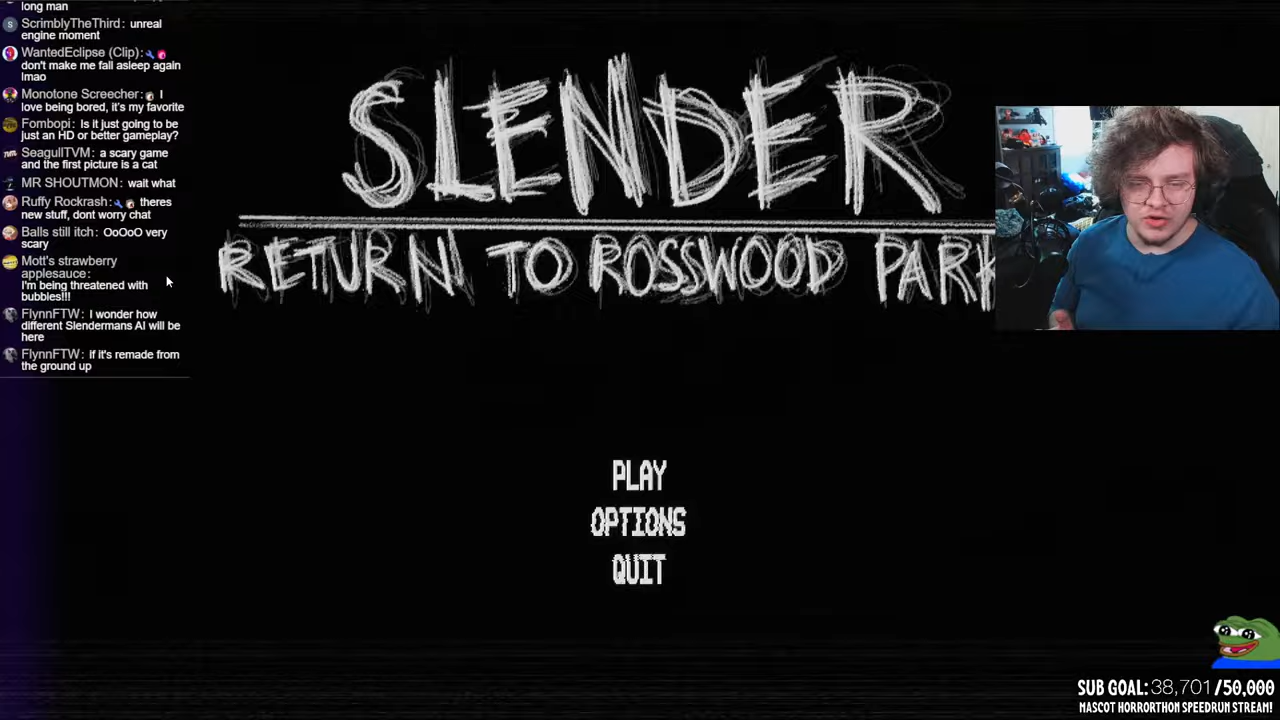 long man
ScrimblyTheThird: unreal
engine moment
WantedEclipse (Clip):
don't make me fall asleep again
lmao
Monotone Screecher: I
love being bored, it's my favorite
Fombopi: Is it just going to be
just an HD or better gameplay?
SeagullTVM: a scary game
and the first picture is a cat
MR SHOUTMON: wait what
Ruffy Rockrash: theres
new stuff, dont worry chat
Balls still itch: OoOoO very
scary
Mott's strawberry
applesauce:
I'm being threatened with
bubbles!!!
FlynnFTW: I wonder how
different Slendermans AI will be
here
FlynnFTW: If it's remade from
the ground up
SLENDER
RETURN TO ROSSWOOD PARK
PLAY
OPTIONS
QUIT
SUB GOAL: 38,701/50,000
MASCOT HORRORTHON SPEEDRUN STREAM!